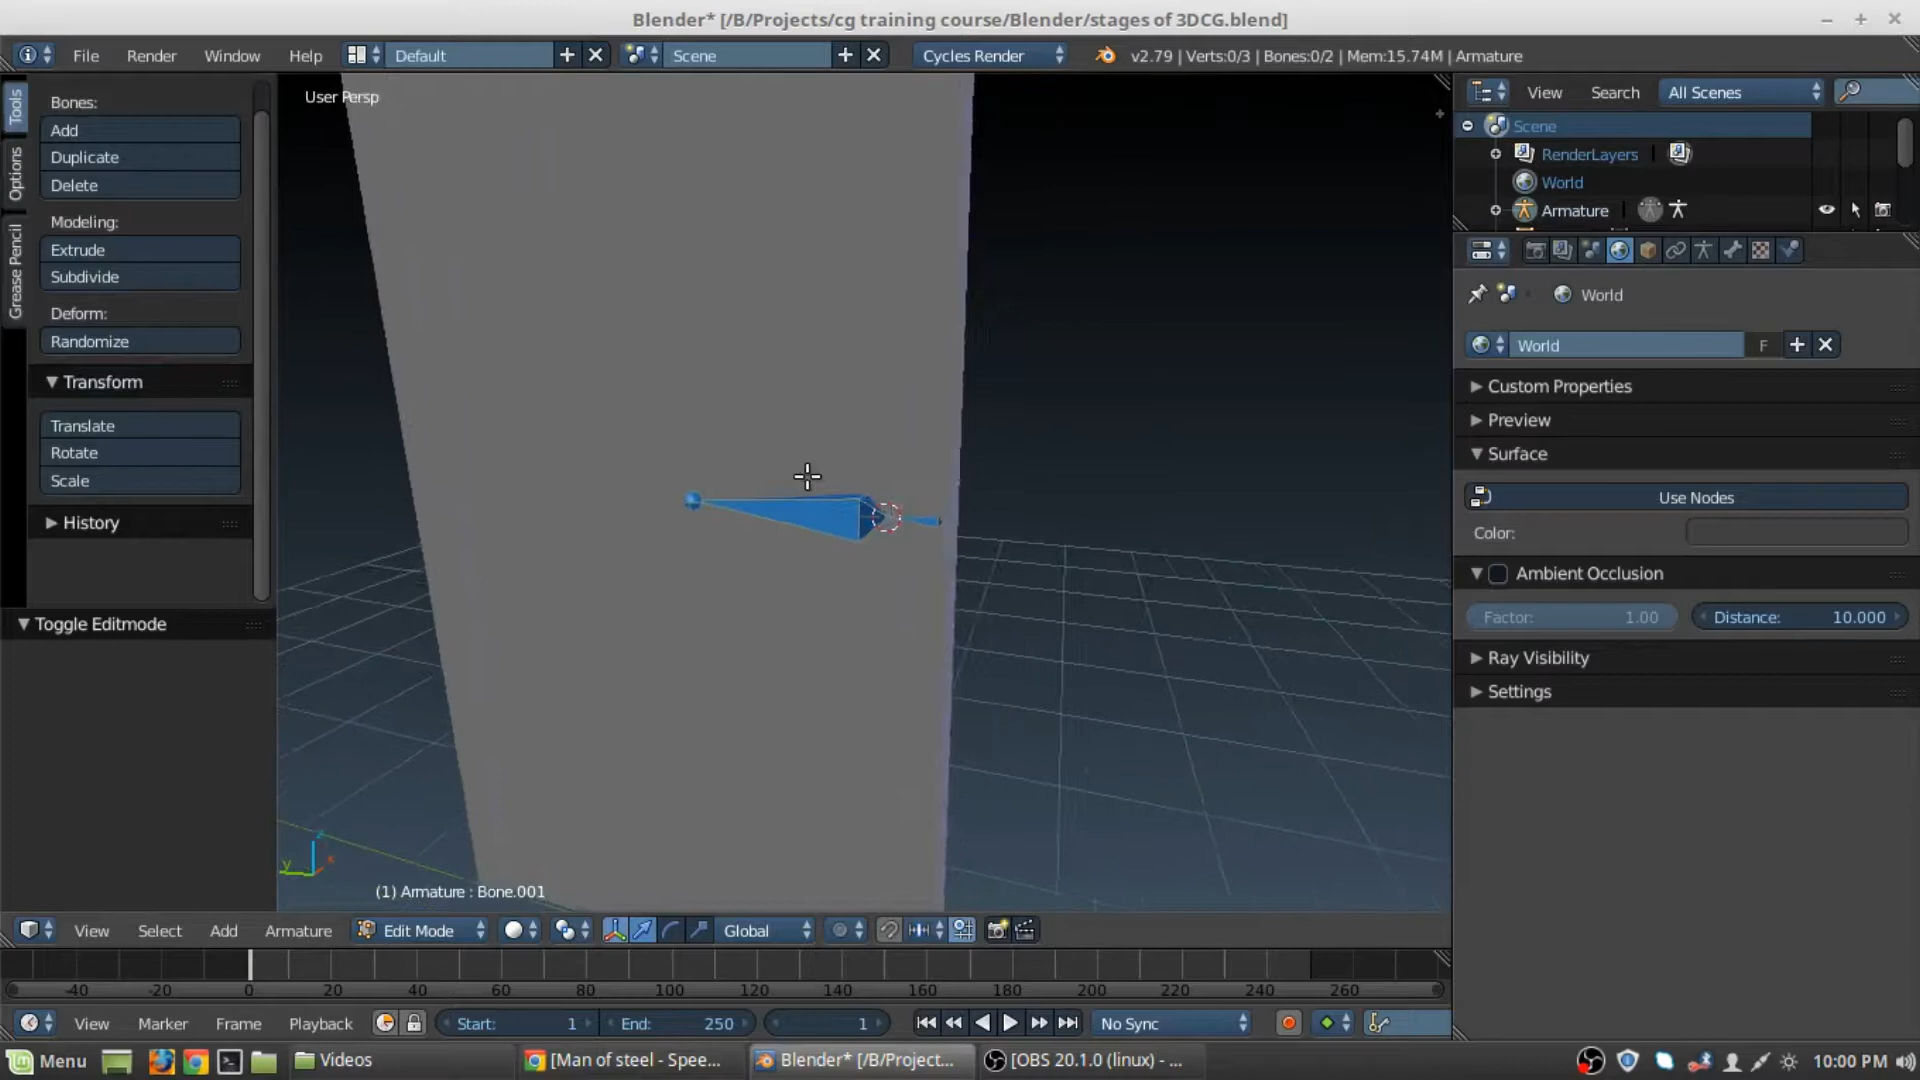 Blender* [/B/Projects/cg training course/Blender/stages of 3DCG.blend]
File Render Window Help Default Scene Cycles Render v2.79 | Verts:0/3 | Bones:0/2 | Mem:15.74M | Armature
Tools
Options
Grease Pencil
Bones:
Add
Duplicate
Delete
Modeling:
Extrude
Subdivide
Deform:
Randomize
Transform
Translate
Rotate
Scale
History
Toggle Editmode
User Persp
z
y
x
(1) Armature : Bone.001
View Search All Scenes
Scene
RenderLayers
World
Armature
World
World F
Custom Properties
Preview
Surface
Use Nodes
Color:
Ambient Occlusion
Factor: 1.00 Distance: 10.000
Ray Visibility
Settings
View Select Add Armature Edit Mode Global
-40 -20 0 20 40 60 80 100 120 140 160 180 200 220 240 260
View Marker Frame Playback Start: 1 End: 250 1 No Sync
Menu Videos [Man of steel - Spee... Blender* [/B/Project... [OBS 20.1.0 (linux) - ... 10:00 PM